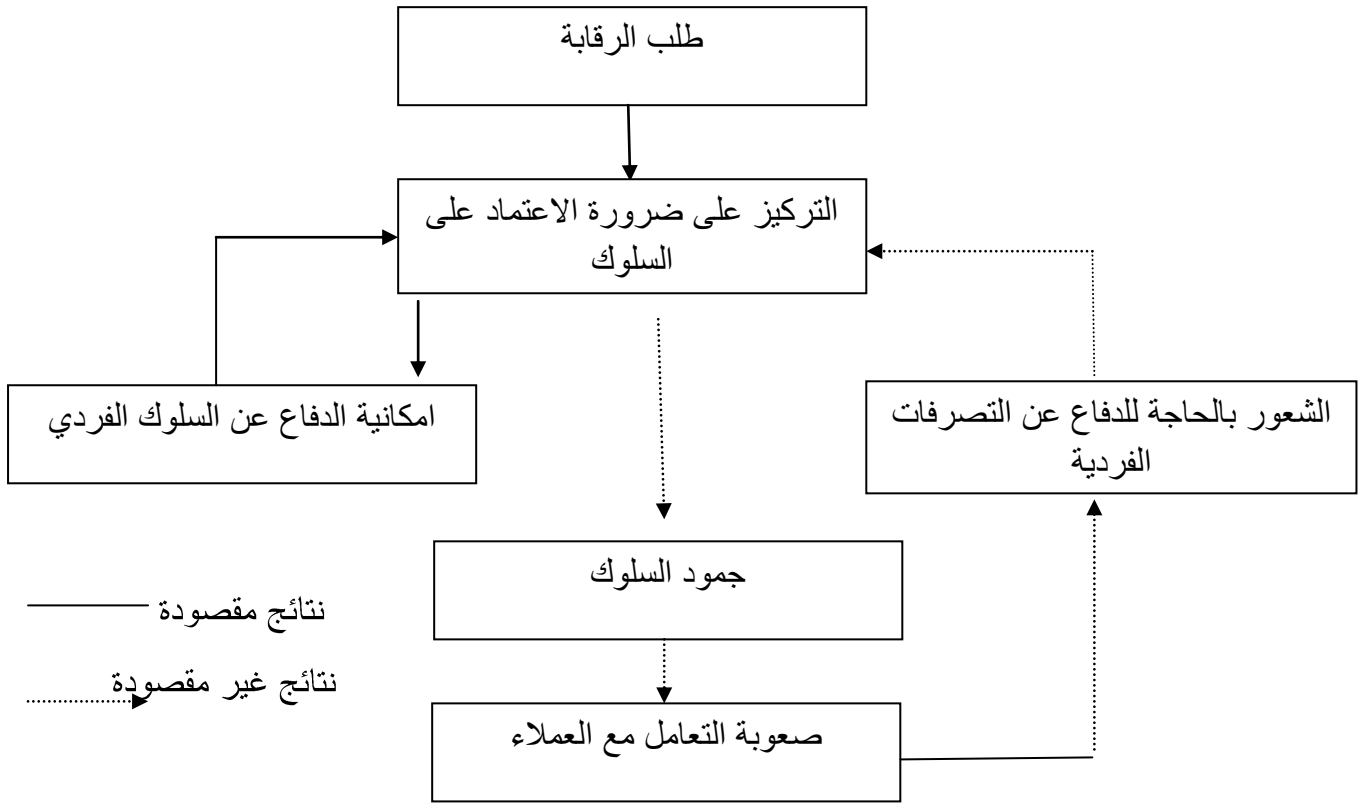 طلب الرقابة
التركيز على ضرورة الاعتماد على
السلوك
الشعور بالحاجة للدفاع عن التصرفات
الفردية
امكانية الدفاع عن السلوك الفردي
جمود السلوك
نتائج مقصودة
نتائج غير مقصودة
صعوبة التعامل مع العملاء